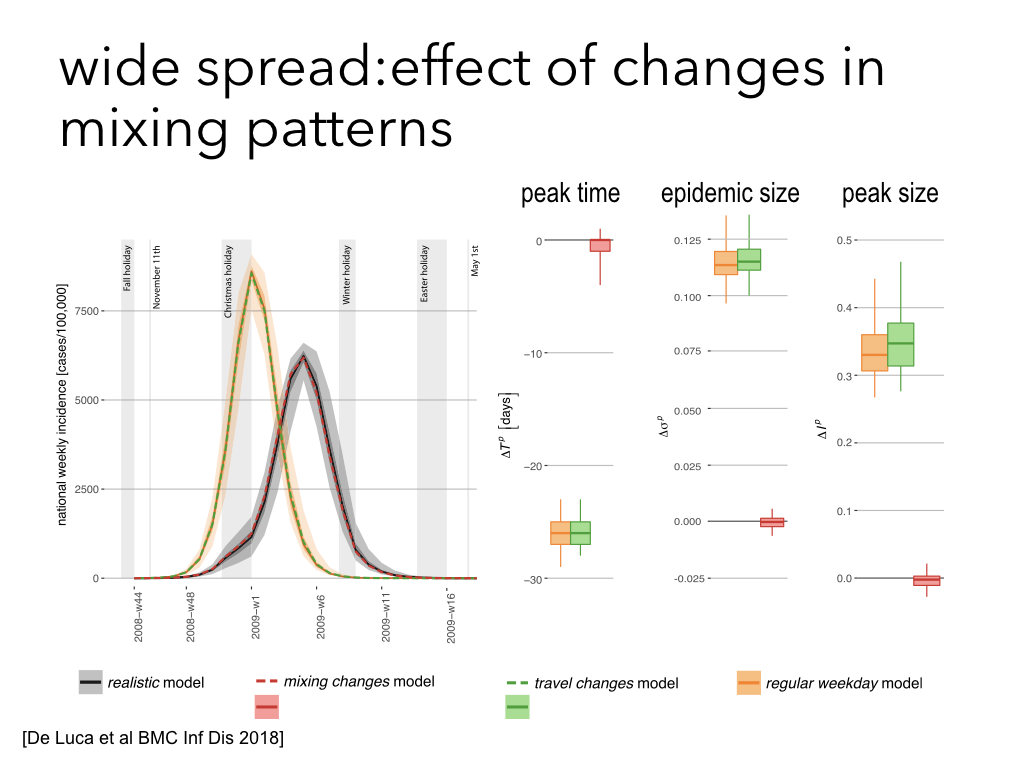 wide spread:effect of changes in
mixing patterns
peak time
epidemic size
peak size
national weekly incidence [cases/100,000]
7500
5000
2500
0
Fall holiday
November 11th
Christmas holiday
Winter holiday
Easter holiday
May 1st
2008–w44
2008–w48
2009–w1
2009–w6
2009–w11
2009–w16
ΔTᵖ [days]
0
−10
−20
−30
Δσᵖ
0.125
0.100
0.075
0.050
0.025
0.000
-0.025
ΔIᵖ
0.5
0.4
0.3
0.2
0.1
0.0
realistic model
mixing changes model
travel changes model
regular weekday model
[De Luca et al BMC Inf Dis 2018]